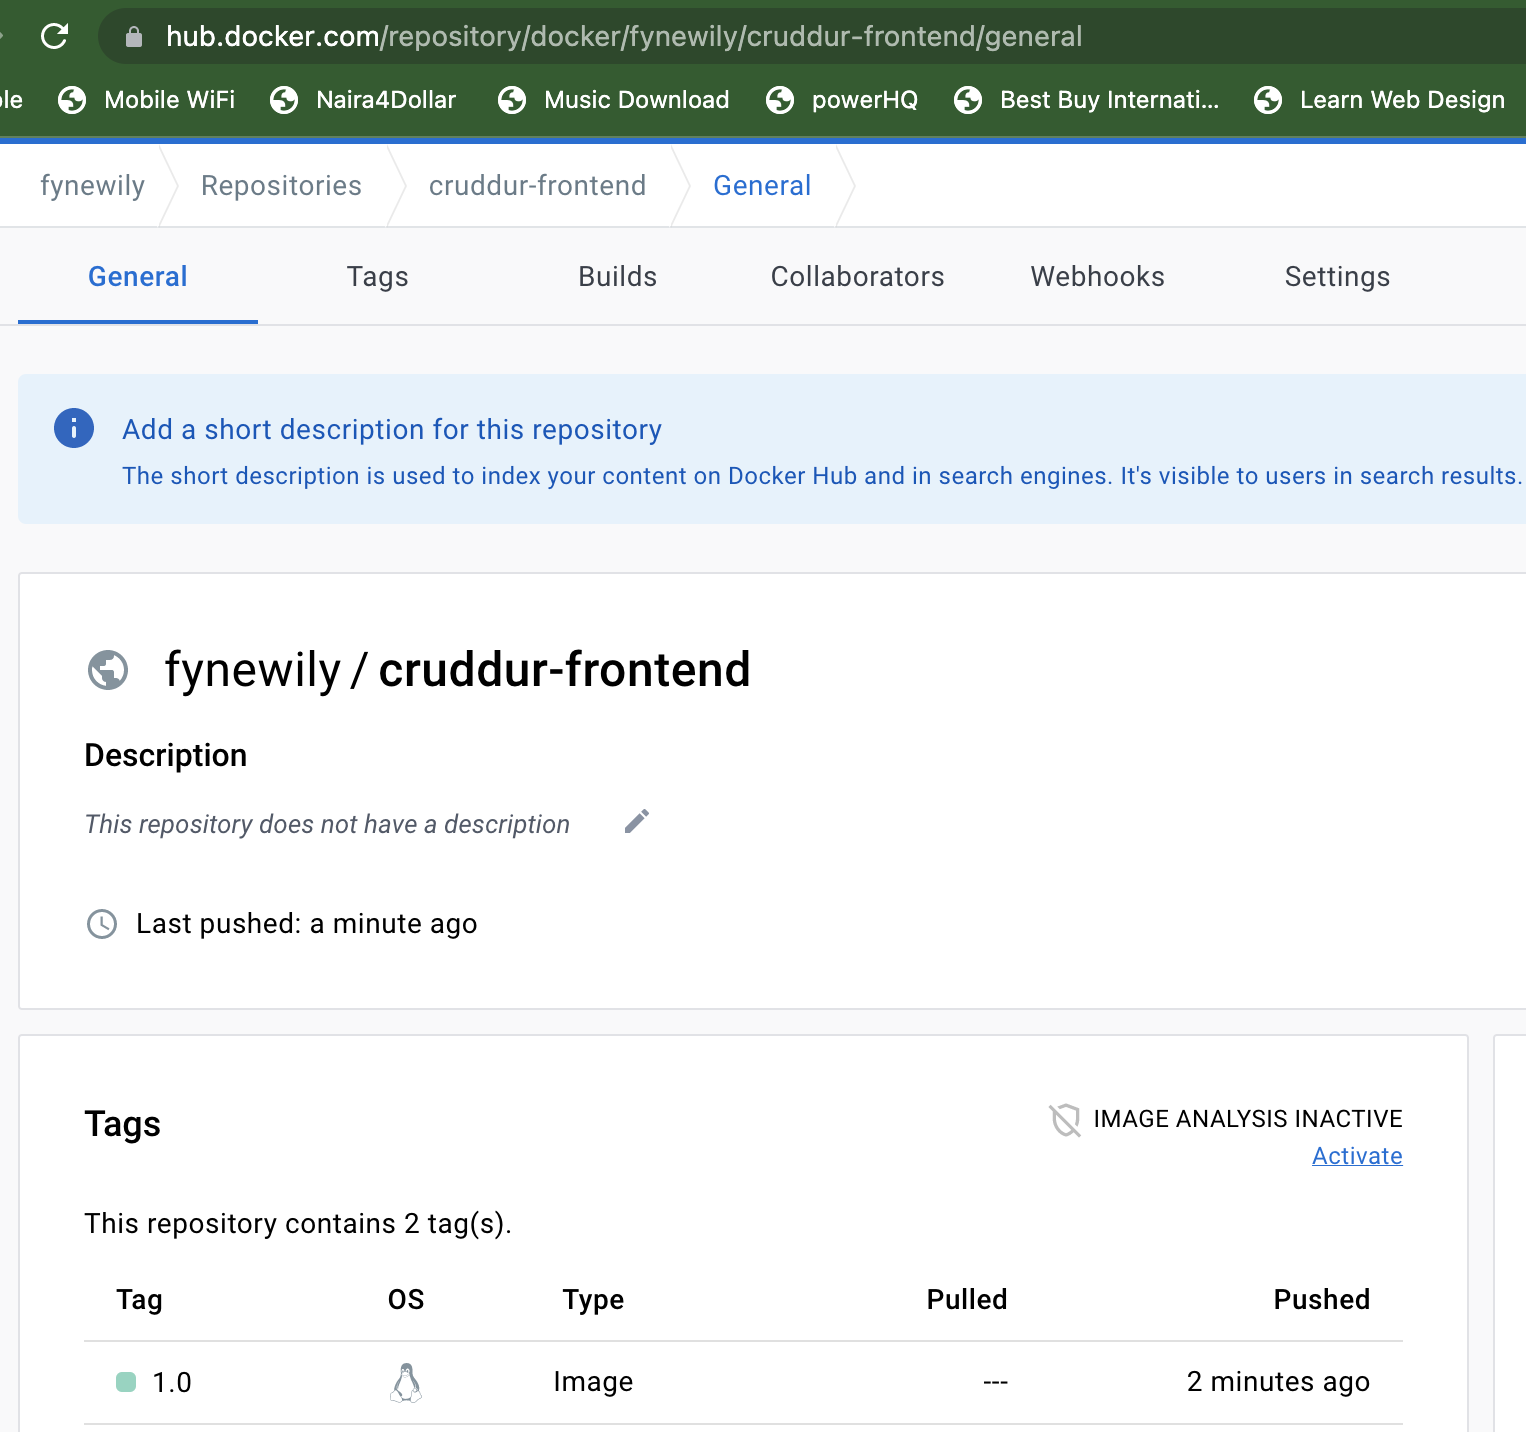 hub.docker.com/repository/docker/fynewily/cruddur-frontend/general
Mobile WiFi Naira4Dollar Music Download powerHQ Best Buy Internati... Learn Web Design
fynewily Repositories cruddur-frontend General
General Tags Builds Collaborators Webhooks Settings
Add a short description for this repository
The short description is used to index your content on Docker Hub and in search engines. It's visible to users in search results.
fynewily / cruddur-frontend
Description
This repository does not have a description
Last pushed: a minute ago
Tags
IMAGE ANALYSIS INACTIVE
Activate
This repository contains 2 tag(s).
Tag OS Type Pulled Pushed
1.0 Image --- 2 minutes ago